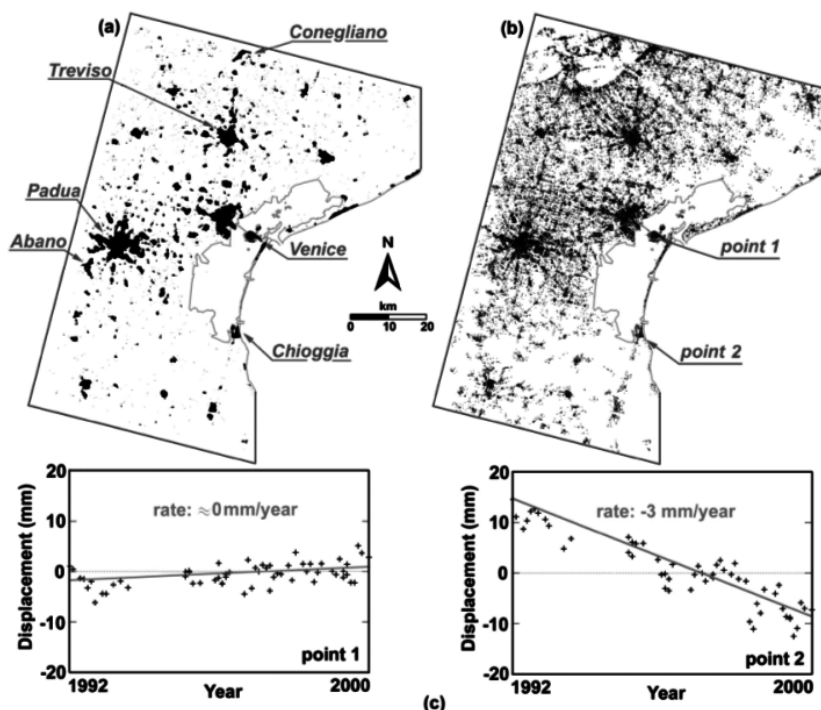 (a)
Conegliano
Treviso
Padua
Abano
Venice
Chioggia
N
km
0 10 20
(b)
point 1
point 2
20
10
0
-10
-20
Displacement (mm)
rate: ≈0mm/year
point 1
1992
Year
2000
20
10
0
-10
-20
Displacement (mm)
rate: -3 mm/year
point 2
1992
Year
2000
(c)